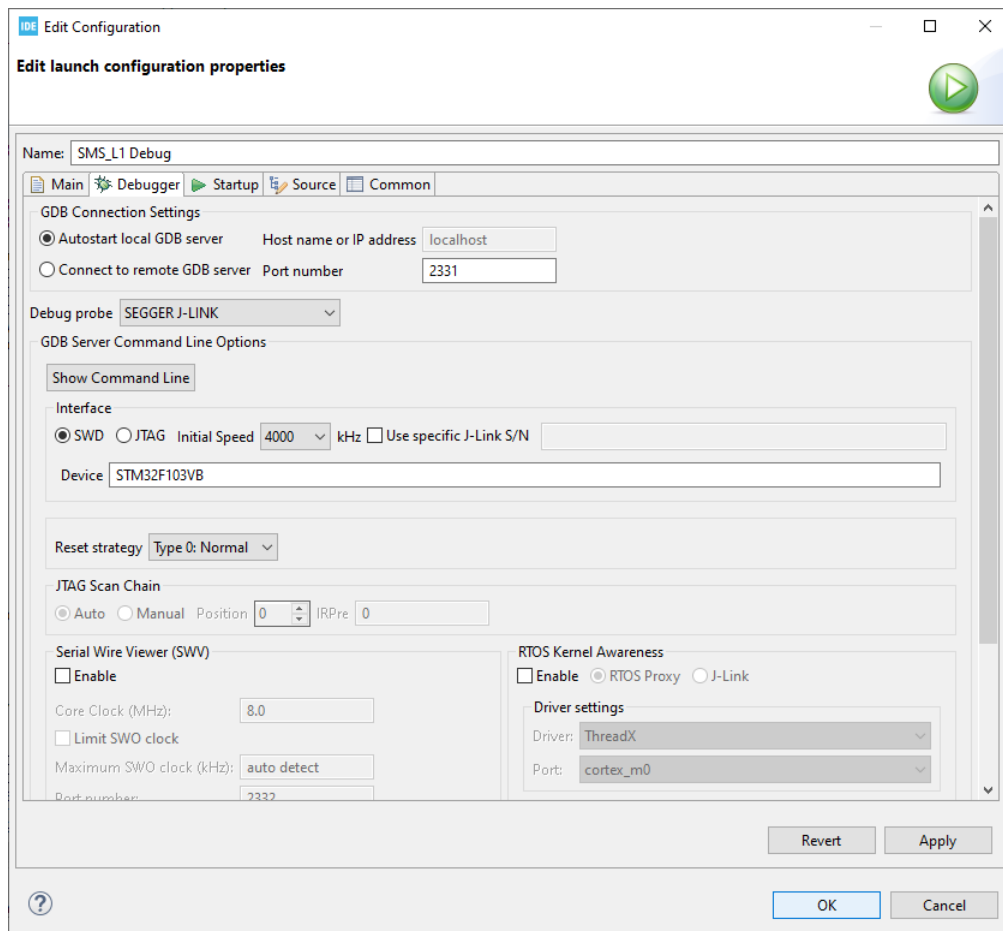 IDE Edit Configuration
Edit launch configuration properties
Name: SMS_L1 Debug
Main Debugger Startup Source Common
GDB Connection Settings
Autostart local GDB server Host name or IP address localhost
Connect to remote GDB server Port number 2331
Debug probe SEGGER J-LINK
GDB Server Command Line Options
Show Command Line
Interface
SWD JTAG Initial Speed 4000 kHz Use specific J-Link S/N
Device STM32F103VB
Reset strategy Type 0: Normal
JTAG Scan Chain
Auto Manual Position 0 IRPre 0
Serial Wire Viewer (SWV) RTOS Kernel Awareness
Enable Enable RTOS Proxy J-Link
Core Clock (MHz): 8.0 Driver settings
Limit SWO clock Driver: ThreadX
Maximum SWO clock (kHz): auto detect Port: cortex_m0
Port number: 2332
Revert Apply
? OK Cancel